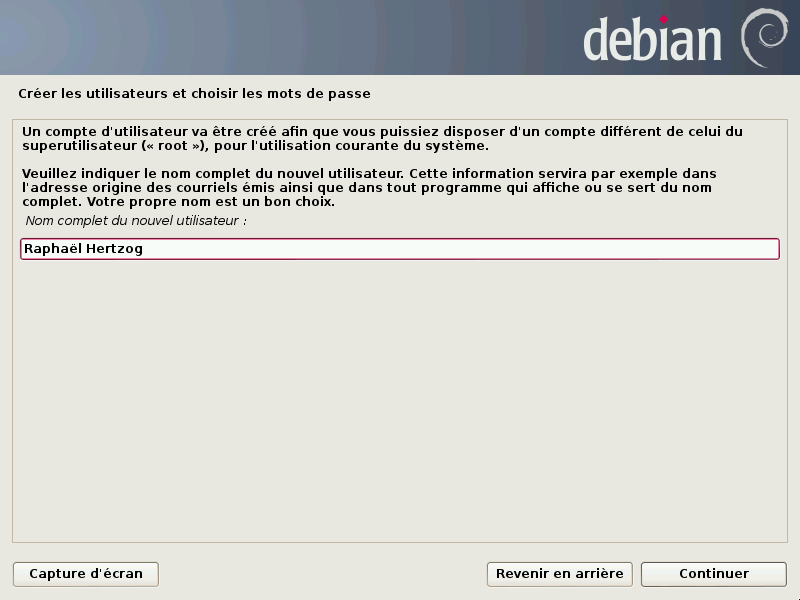 debian
Créer les utilisateurs et choisir les mots de passe
Un compte d'utilisateur va être créé afin que vous puissiez disposer d'un compte différent de celui du
superutilisateur (« root »), pour l'utilisation courante du système.
Veuillez indiquer le nom complet du nouvel utilisateur. Cette information servira par exemple dans
l'adresse origine des courriels émis ainsi que dans tout programme qui affiche ou se sert du nom
complet. Votre propre nom est un bon choix.
Nom complet du nouvel utilisateur :
Raphaël Hertzog
Capture d'écran
Revenir en arrière
Continuer